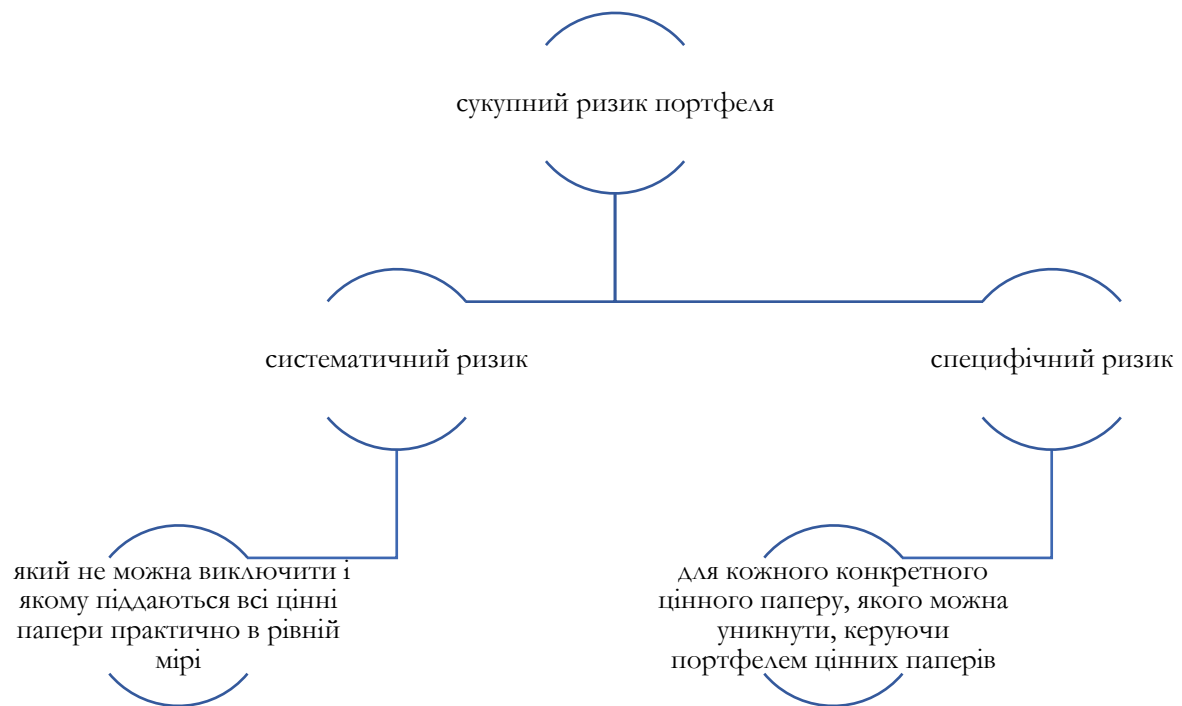 сукупний ризик портфеля
систематичний ризик
специфічний ризик
який не можна виключити і
якому піддаються всі цінні
папери практично в рівній
мірі
для кожного конкретного
цінного паперу, якого можна
уникнути, керуючи
портфелем цінних паперів